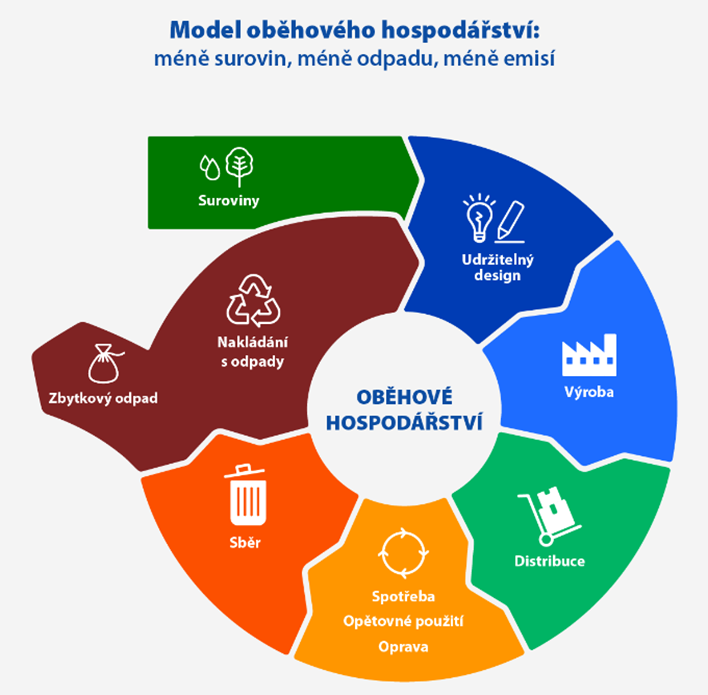 Model oběhového hospodářství:
méně surovin, méně odpadu, méně emisí
Suroviny
Udržitelný
design
Výroba
Distribuce
Spotřeba
Opětovné použití
Oprava
Sběr
Nakládání
s odpady
Zbytkový odpad
OBĚHOVÉ
HOSPODÁŘSTVÍ